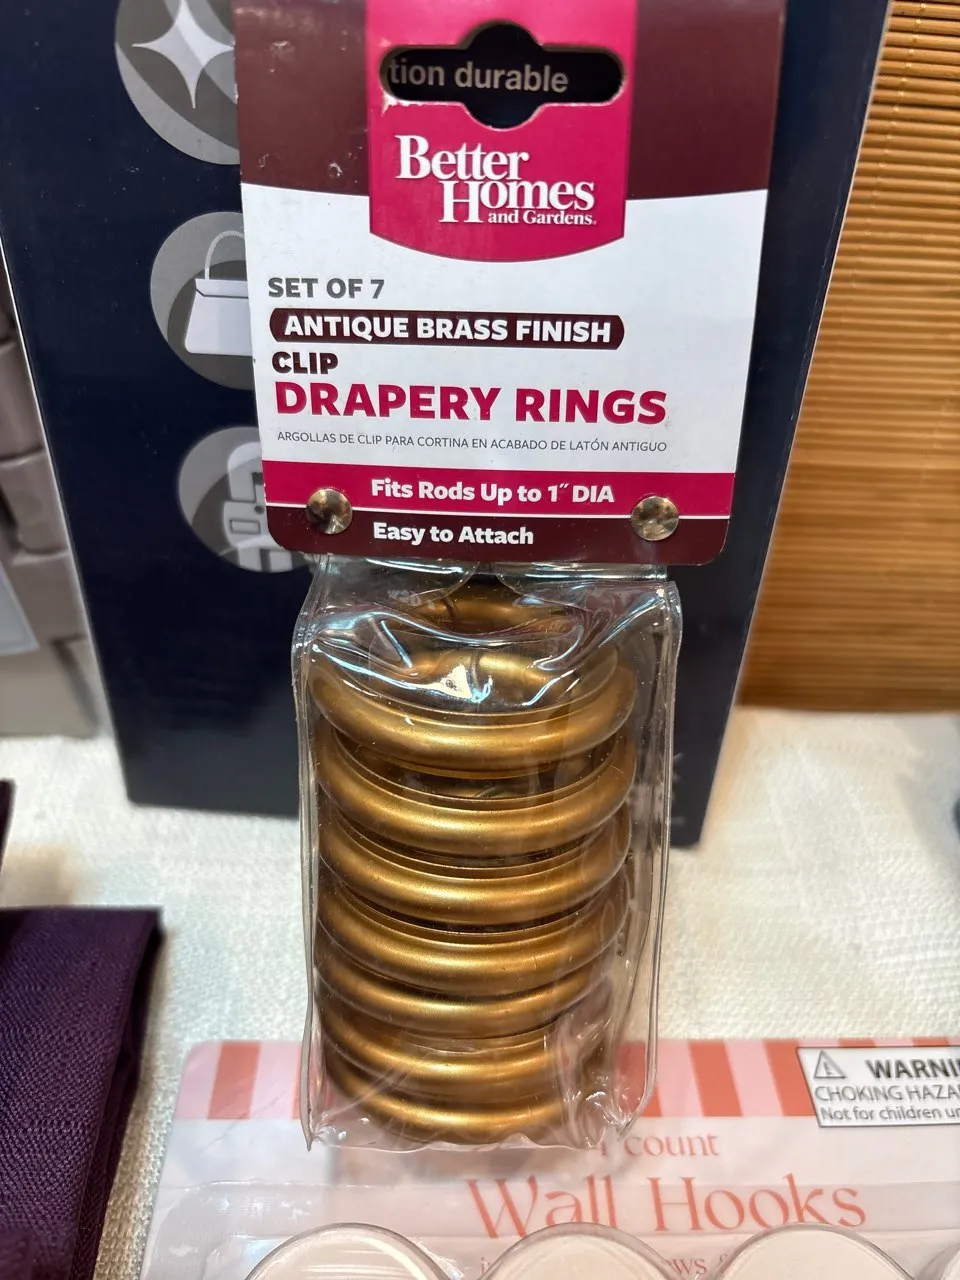 tion durable
Better
Homes
and Gardens
SET OF 7
ANTIQUE BRASS FINISH
CLIP
DRAPERY RINGS
ARGOLLAS DE CLIP PARA CORTINA EN ACABADO DE LATÓN ANTIGUO
Fits Rods Up to 1" DIA
Easy to Attach
WARNI
CHOKING HAZA
Not for children un
count
Wall Hooks